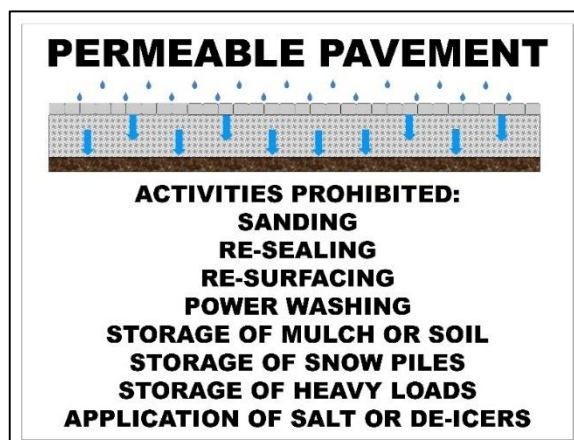 PERMEABLE PAVEMENT
ACTIVITIES PROHIBITED:
SANDING
RE-SEALING
RE-SURFACING
POWER WASHING
STORAGE OF MULCH OR SOIL
STORAGE OF SNOW PILES
STORAGE OF HEAVY LOADS
APPLICATION OF SALT OR DE-ICERS